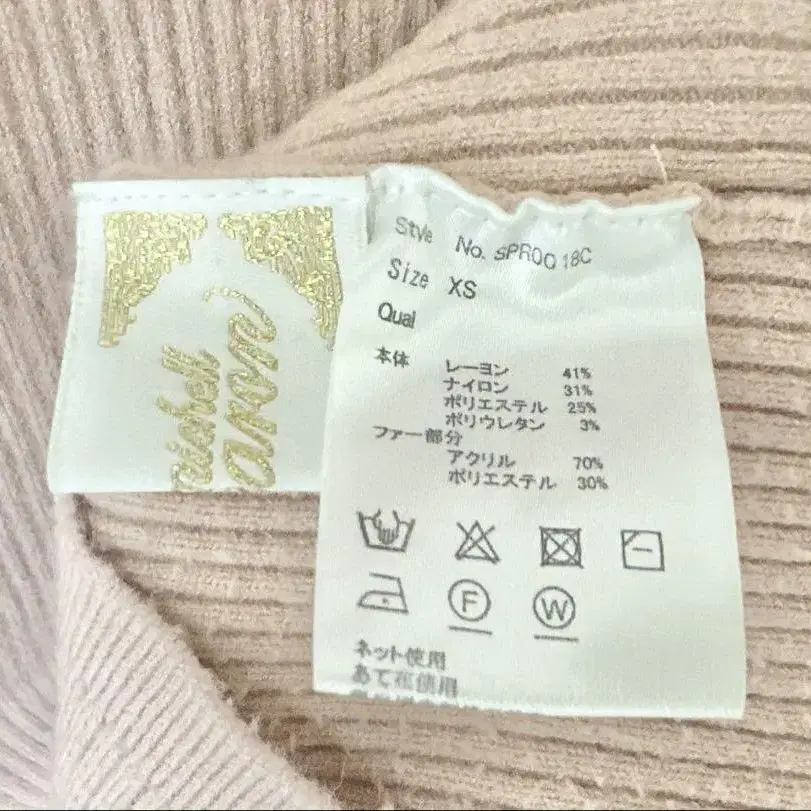 Style No. SPR0018C
Size XS
Qual
本体 レーヨン 41%
ナイロン 31%
ポリエステル 25%
ポリウレタン 3%
ファー部分
アクリル 70%
ポリエステル 30%
F W
ネット使用
あて布使用